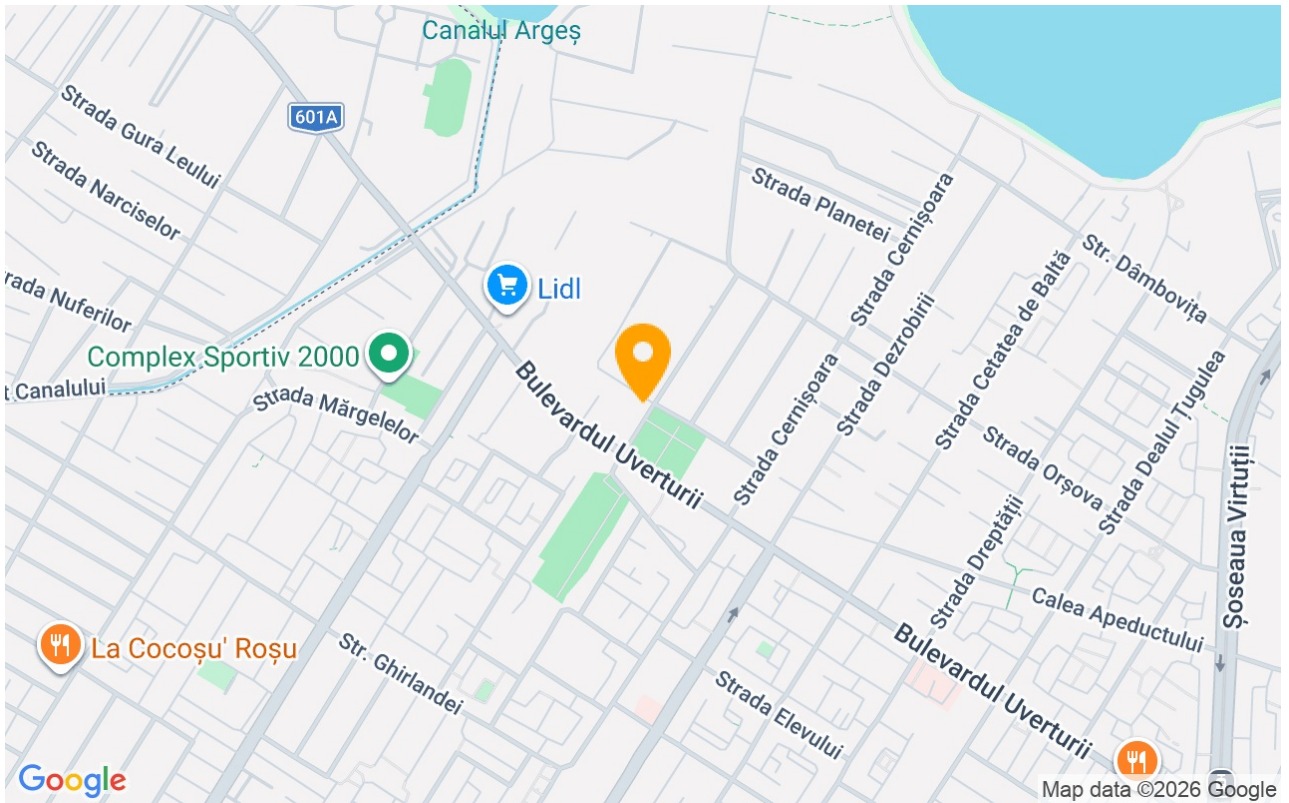 Canalul Argeș
601A
Strada Gura Leului
Strada Narciselor
Strada Planetei
Strada Cernișoara
Str. Dâmbovița
Lidl
rada Nuferilor
Strada Dezrobirii
Strada Cetatea de Baltă
Complex Sportiv 2000
t Canalului
Strada Mărgelelor
Bulevardul Uverturii
Strada Cernișoara
Strada Orșova
Strada Dealul Țugulea
Șoseaua Virtuții
Strada Dreptății
Calea Apeductului
La Cocoșu' Roșu
Str. Ghirlandei
Strada Elevului
Bulevardul Uverturii
Google
Map data ©2026 Google